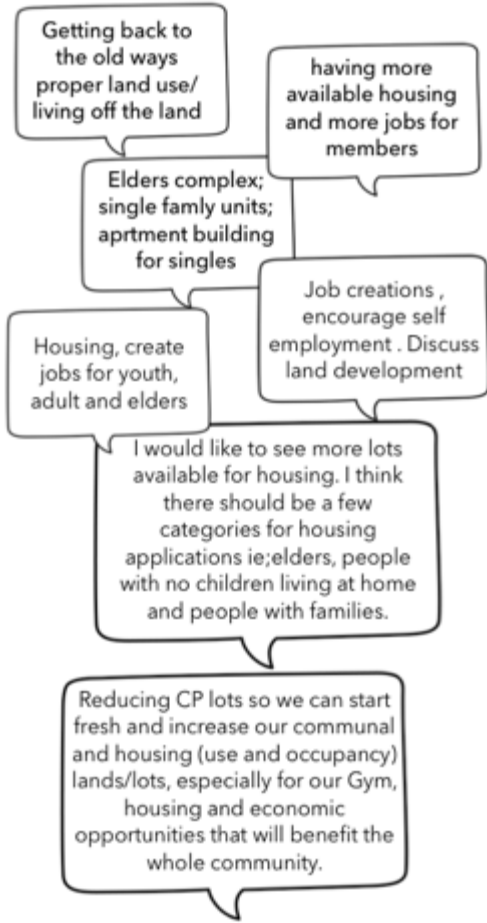 Getting back to
the old ways
proper land use/
living off the land
having more
available housing
and more jobs for
members
Elders complex;
single famly units;
aprtment building
for singles
Job creations ,
encourage self
employment . Discuss
land development
Housing, create
jobs for youth,
adult and elders
I would like to see more lots
available for housing. I think
there should be a few
categories for housing
applications ie;elders, people
with no children living at home
and people with families.
Reducing CP lots so we can start
fresh and increase our communal
and housing (use and occupancy)
lands/lots, especially for our Gym,
housing and economic
opportunities that will benefit the
whole community.